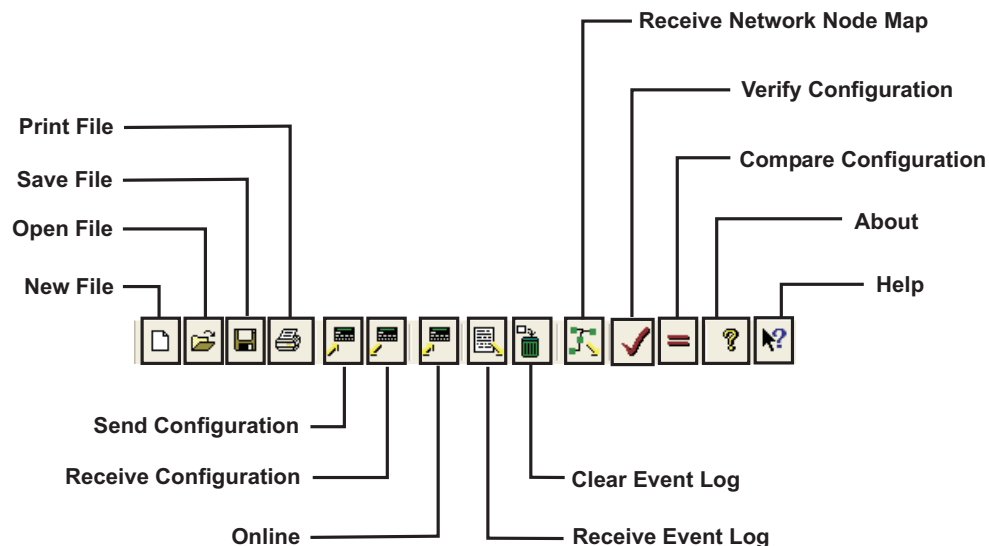 Receive Network Node Map
Verify Configuration
Print File
Compare Configuration
Save File
Open File
About
New File
Help
?
?
Send Configuration
Receive Configuration
Clear Event Log
Online
Receive Event Log